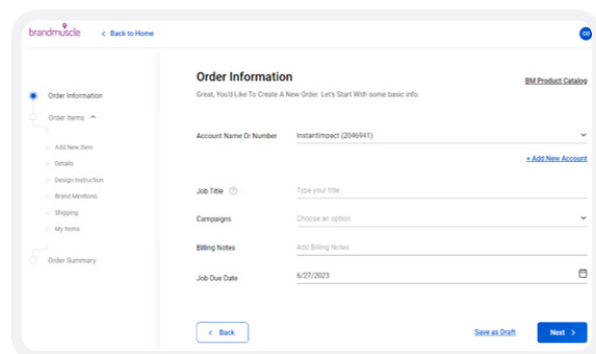 brandmuscle
< Back to Home
Order Information
Order Items
Add New Item
Details
Design Instruction
Brand Mentions
Shipping
My Items
Order Summary
Order Information
BM Product Catalog
Great, You'd Like To Create A New Order. Let's Start With some basic info.
Account Name Or Number InstantImpact (2046941)
+ Add New Account
Job Title ? Type your title
Campaigns Choose an option
Billing Notes Add Billing Notes
Job Due Date 6/27/2023
< Back
Save as Draft
Next >